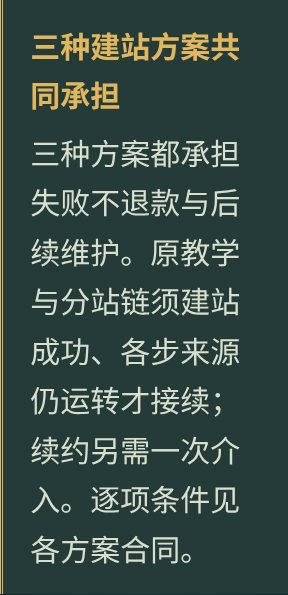 三种建站方案共
同承担
三种方案都承担
失败不退款与后
续维护。原教学
与分站链须建站
成功、各步来源
仍运转才接续；
续约另需一次介
入。逐项条件见
各方案合同。